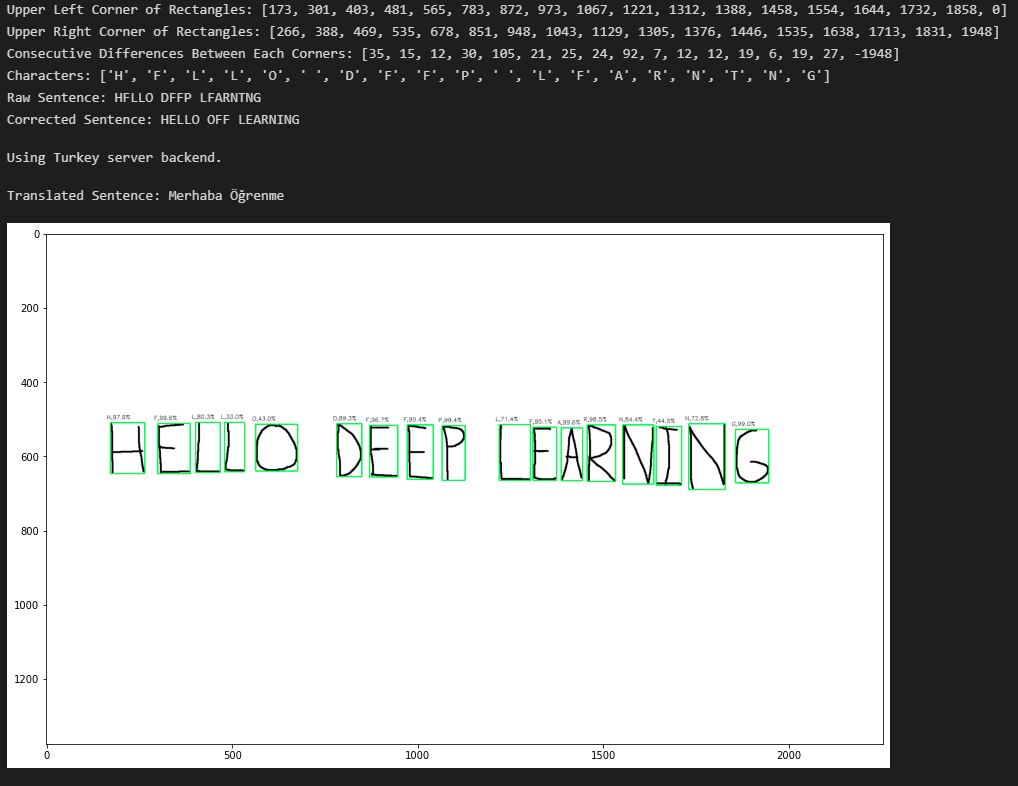 Upper Left Corner of Rectangles: [173, 301, 403, 481, 565, 783, 872, 973, 1067, 1221, 1312, 1388, 1458, 1554, 1644, 1732, 1858, 0]
Upper Right Corner of Rectangles: [266, 388, 469, 535, 678, 851, 948, 1043, 1129, 1305, 1376, 1446, 1535, 1638, 1713, 1831, 1948]
Consecutive Differences Between Each Corners: [35, 15, 12, 30, 105, 21, 25, 24, 92, 7, 12, 12, 19, 6, 19, 27, -1948]
Characters: ['H', 'F', 'L', 'L', 'O', ' ', 'D', 'F', 'F', 'P', ' ', 'L', 'F', 'A', 'R', 'N', 'T', 'N', 'G']
Raw Sentence: HFLLO DFFP LFARNTNG
Corrected Sentence: HELLO OFF LEARNING
Using Turkey server backend.
Translated Sentence: Merhaba Öğrenme
0
200
400
H,97.9% F,99.6% L,80.3% L,33.0% O,43.0% D,89.3% F,96.7% F,90.4% P,99.4% L,71.4% F,95.1% A,99.6% R,98.5% N,84.4% T,44.5% N,72.8% G,99.0%
HELLO DEEP LEARNING
600
800
1000
1200
0 500 1000 1500 2000